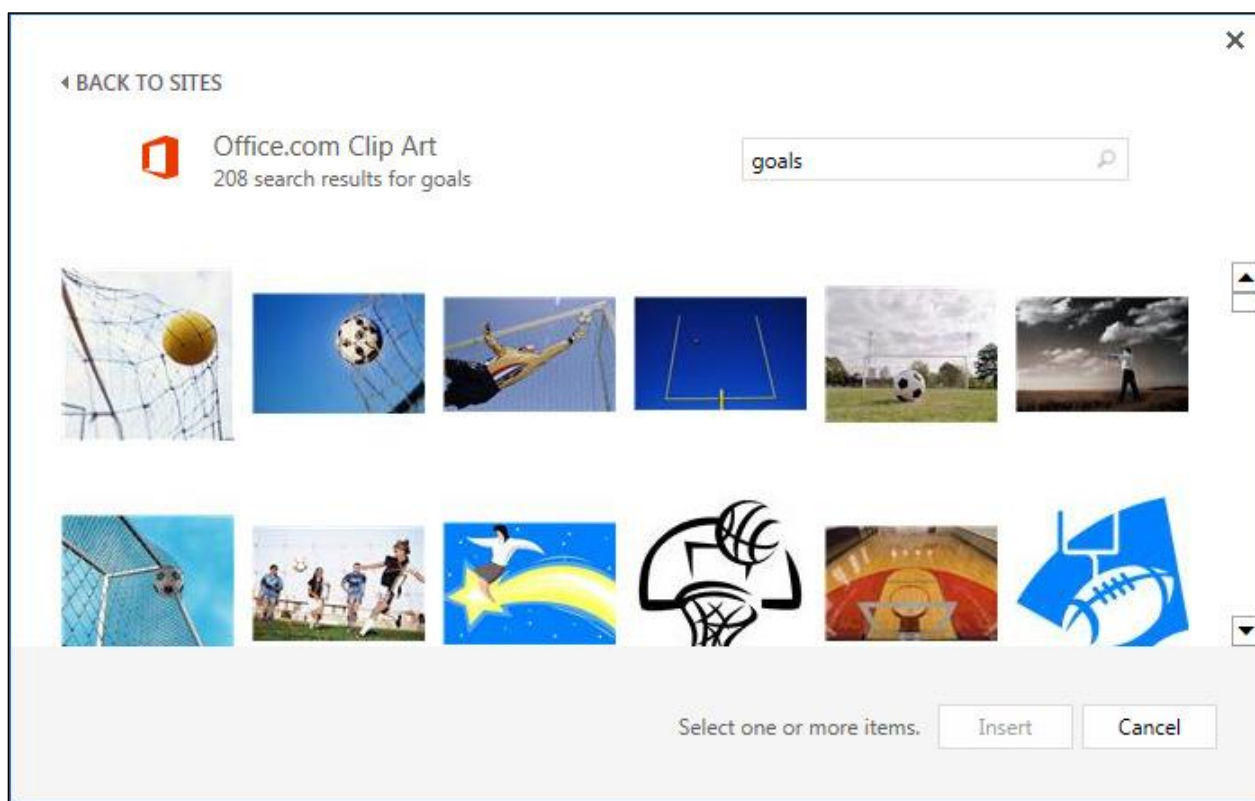 BACK TO SITES
Office.com Clip Art
208 search results for goals
goals
Select one or more items.
Insert
Cancel